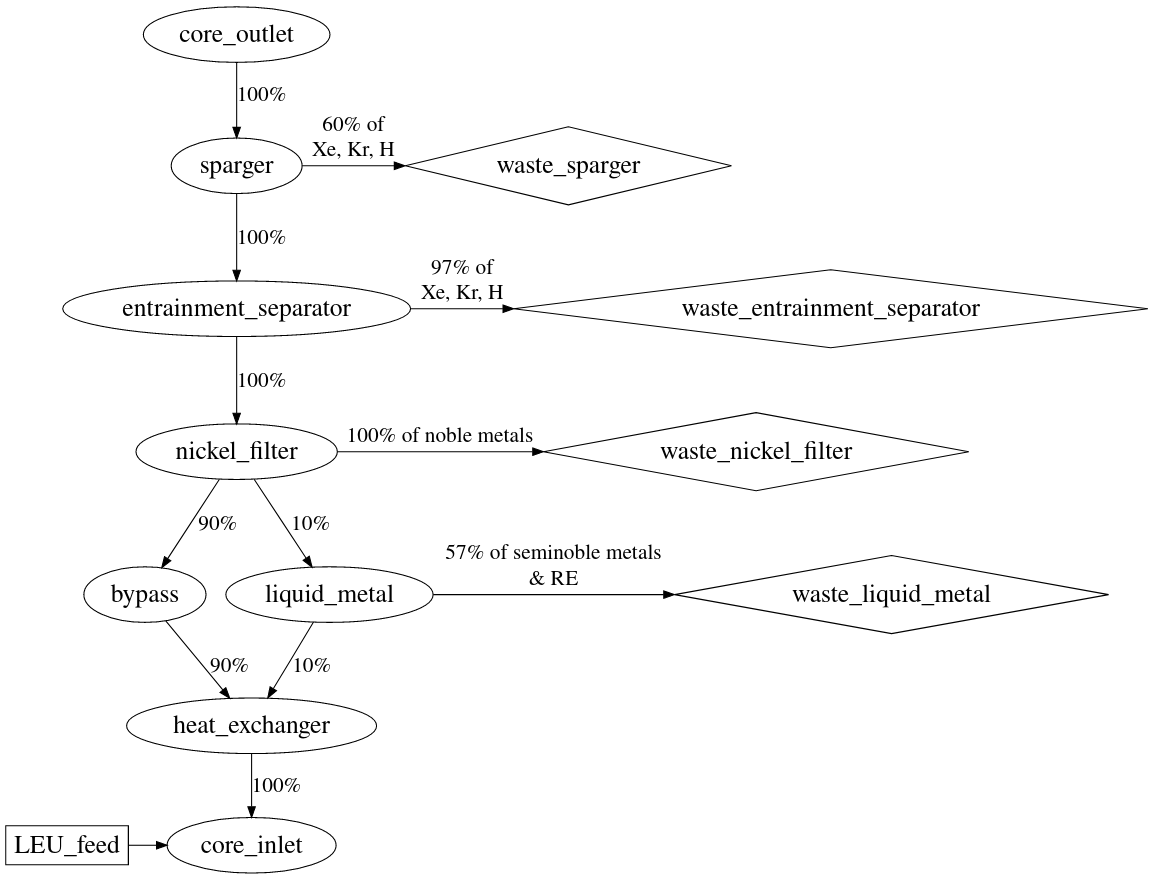 core_outlet
100%
60% of
Xe, Kr, H
sparger
waste_sparger
100%
97% of
Xe, Kr, H
entrainment_separator
waste_entrainment_separator
100%
100% of noble metals
nickel_filter
waste_nickel_filter
90%
10%
57% of seminoble metals
& RE
bypass
liquid_metal
waste_liquid_metal
90%
10%
heat_exchanger
100%
LEU_feed
core_inlet